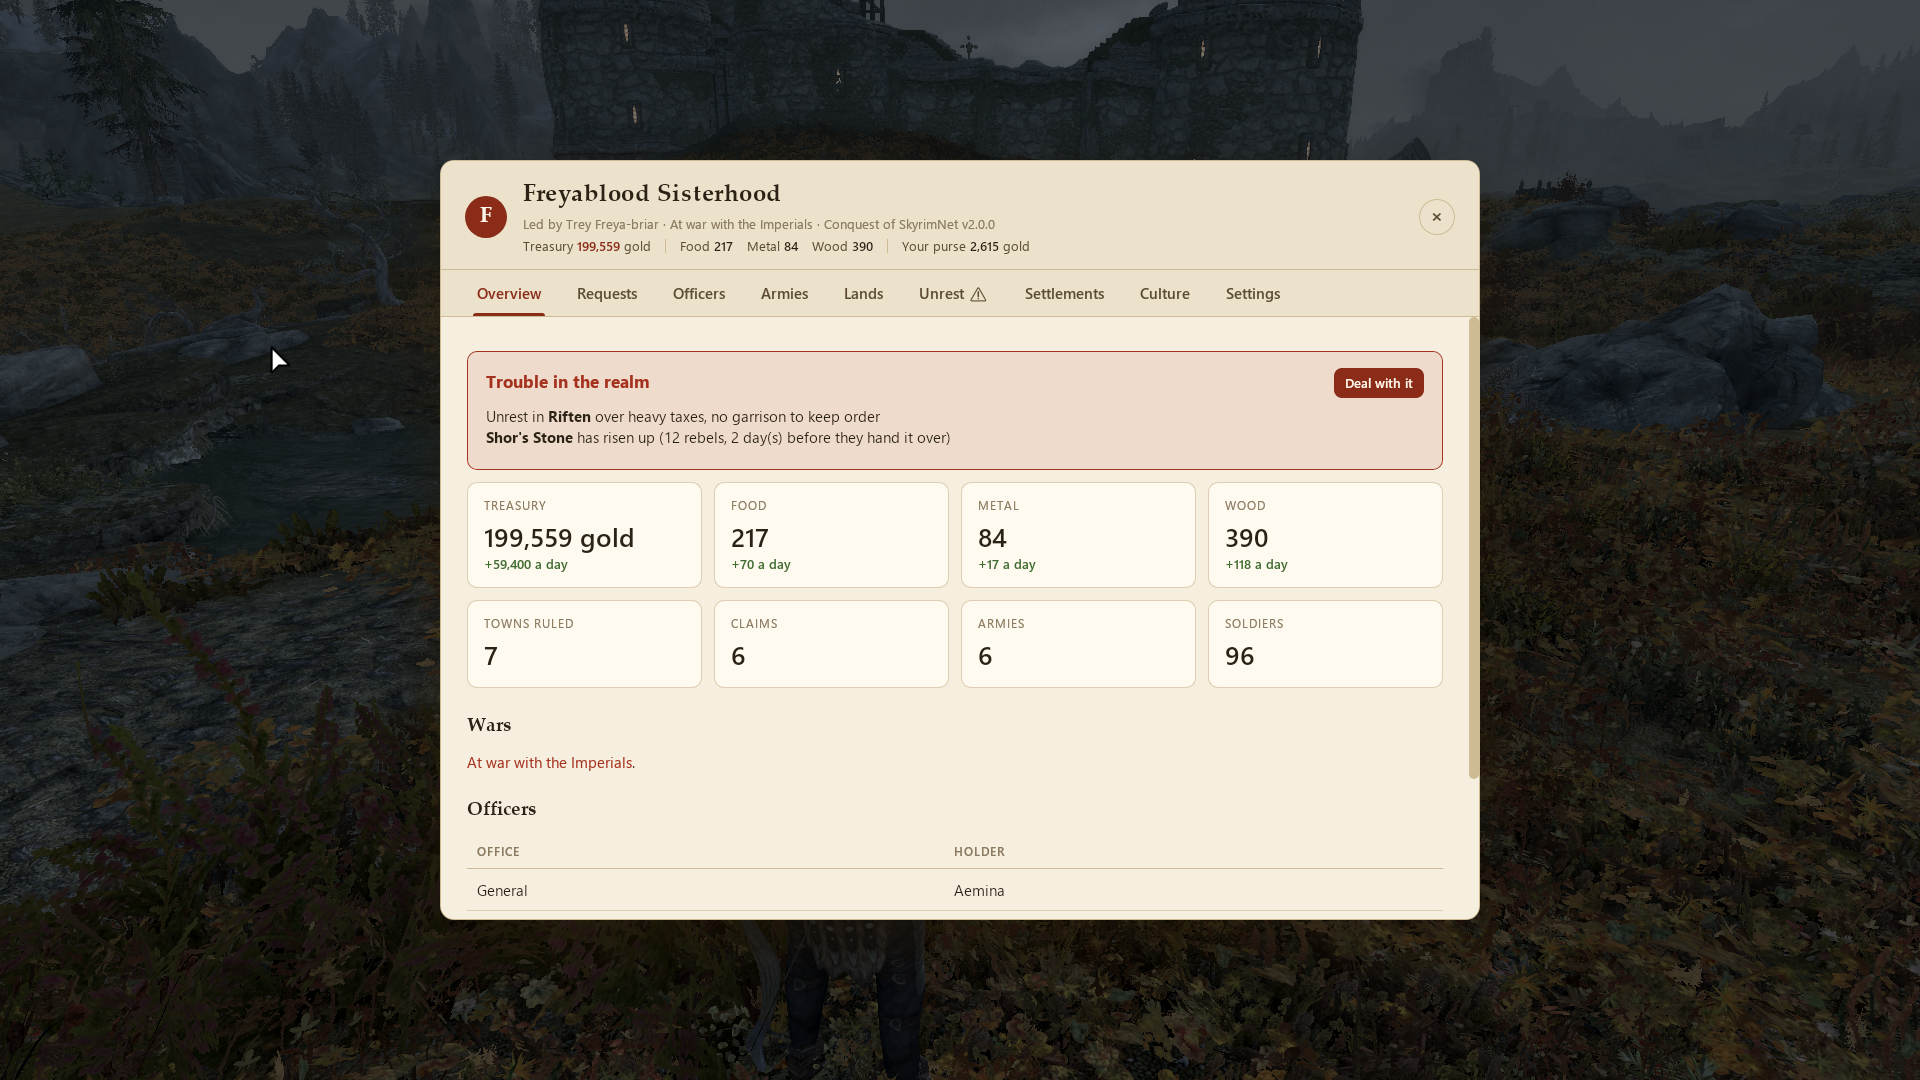 F
Freyablood Sisterhood
Led by Trey Freya-briar · At war with the Imperials · Conquest of SkyrimNet v2.0.0
Treasury 199,559 gold Food 217 Metal 84 Wood 390 Your purse 2,615 gold
Overview Requests Officers Armies Lands Unrest Settlements Culture Settings
Trouble in the realm
Deal with it
Unrest in Riften over heavy taxes, no garrison to keep order
Shor's Stone has risen up (12 rebels, 2 day(s) before they hand it over)
TREASURY FOOD METAL WOOD
199,559 gold 217 84 390
+59,400 a day +70 a day +17 a day +118 a day
TOWNS RULED CLAIMS ARMIES SOLDIERS
7 6 6 96
Wars
At war with the Imperials.
Officers
OFFICE HOLDER
General Aemina